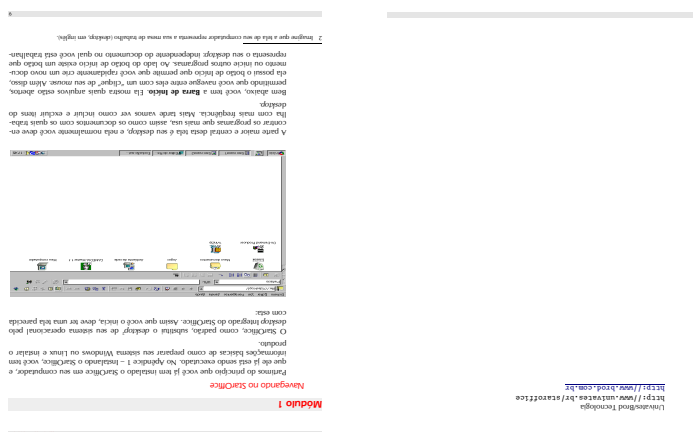 Univates/Brod Tecnologia
http://www.univates.br/staroffice
http://www.brod.com.br
Módulo 1
Navegando no StarOffice
Partimos do princípio que você já tem instalado o StarOffice em seu computador, e
que ele já está sendo executado. No Apêndice 1 – Instalando o StarOffice, você tem
informações básicas de como preparar seu sistema Windows ou Linux e instalar o
produto.
O StarOffice, como padrão, substitui o desktop² de seu sistema operacional pelo
desktop integrado do StarOffice. Assim que você o inicia, deve ter uma tela parecida
com esta:
A parte maior e central desta tela é seu desktop, e nela normalmente você deve en-
contrar os programas que mais usa, assim como os documentos com os quais traba-
lha com mais freqüência. Mais tarde vamos ver como incluir e excluir itens do
desktop.
Bem abaixo, você tem a Barra de Início. Ela mostra quais arquivos estão abertos,
permitindo que você navegue entre eles com um "clique" de seu mouse. Além disso,
ela possui o botão de início que permite que você rapidamente crie um novo docu-
mento ou inicie outros programas. Ao lado do botão de início existe um botão que
representa o seu desktop, independente do documento no qual você está trabalhan-
2 Imagine que a tela de seu computador representa a sua mesa de trabalho (desktop, em inglês).